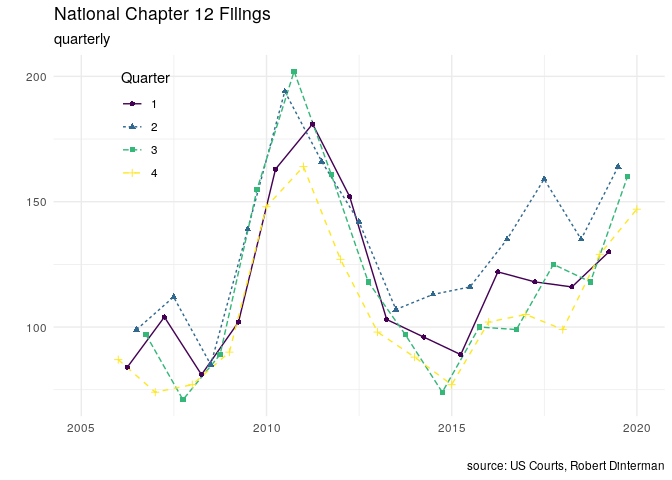 National Chapter 12 Filings
quarterly
Quarter
1
2
3
4
200
150
100
2005 2010 2015 2020
source: US Courts, Robert Dinterman